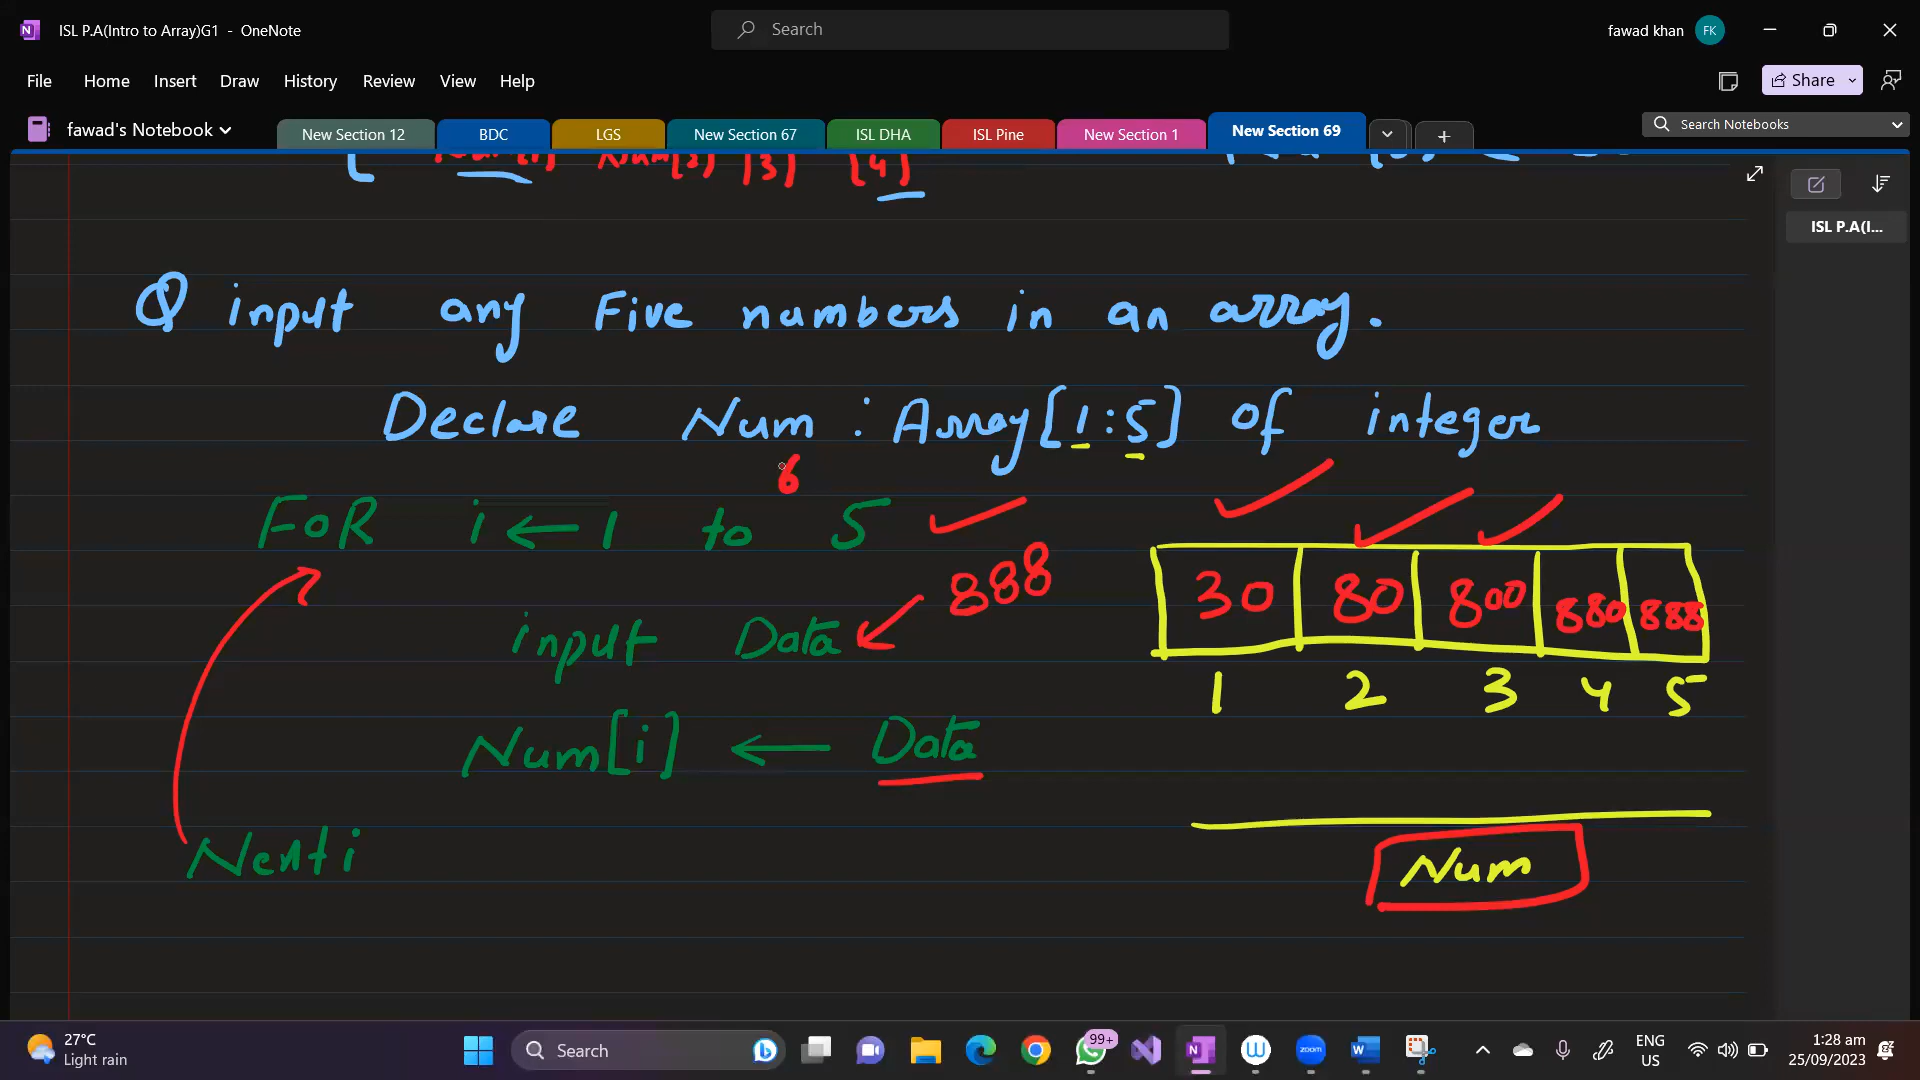 ISL P.A(Intro to Array)G1 - OneNote
Search
fawad khan FK
File Home Insert Draw History Review View Help
Share
fawad's Notebook
New Section 12 BDC LGS New Section 67 ISL DHA ISL Pine New Section 1 New Section 69
Search Notebooks
ISL P.A(I...
[3] [4]
Q input any Five numbers in an array.
Declare Num : Array [1:5] of integer
6
FoR i ← 1 to 5
888
input Data
30 80 800 880 888
1 2 3 4 5
Num[i] ← Data
Next i
Num
27°C
Light rain
Search
99+
ENG
US
1:28 am
25/09/2023